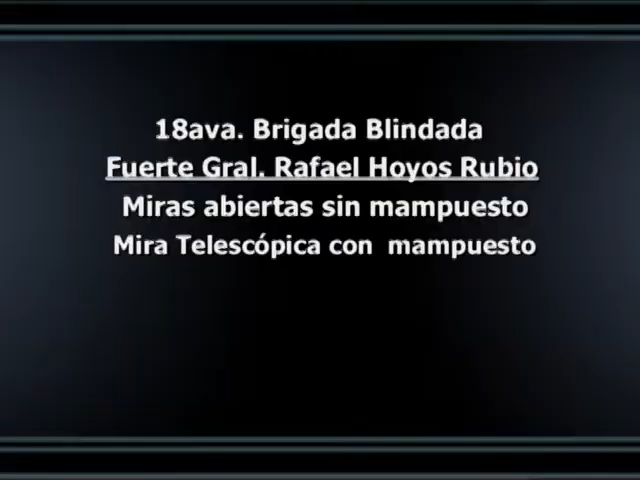 18ava. Brigada Blindada
Fuerte Gral. Rafael Hoyos Rubio
Miras abiertas sin mampuesto
Mira Telescópica con mampuesto